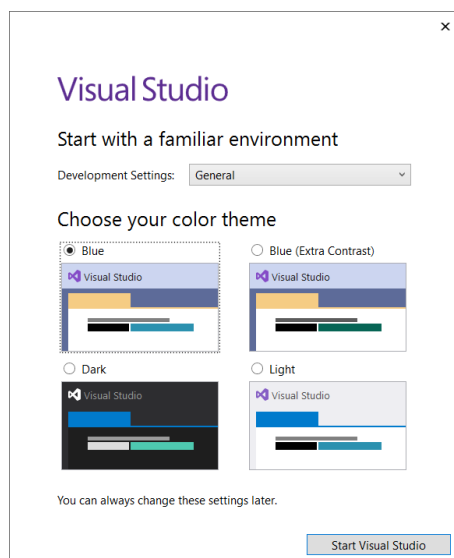 Visual Studio
Start with a familiar environment
Development Settings: General
Choose your color theme
Blue Blue (Extra Contrast)
Visual Studio Visual Studio
Dark Light
Visual Studio Visual Studio
You can always change these settings later.
Start Visual Studio